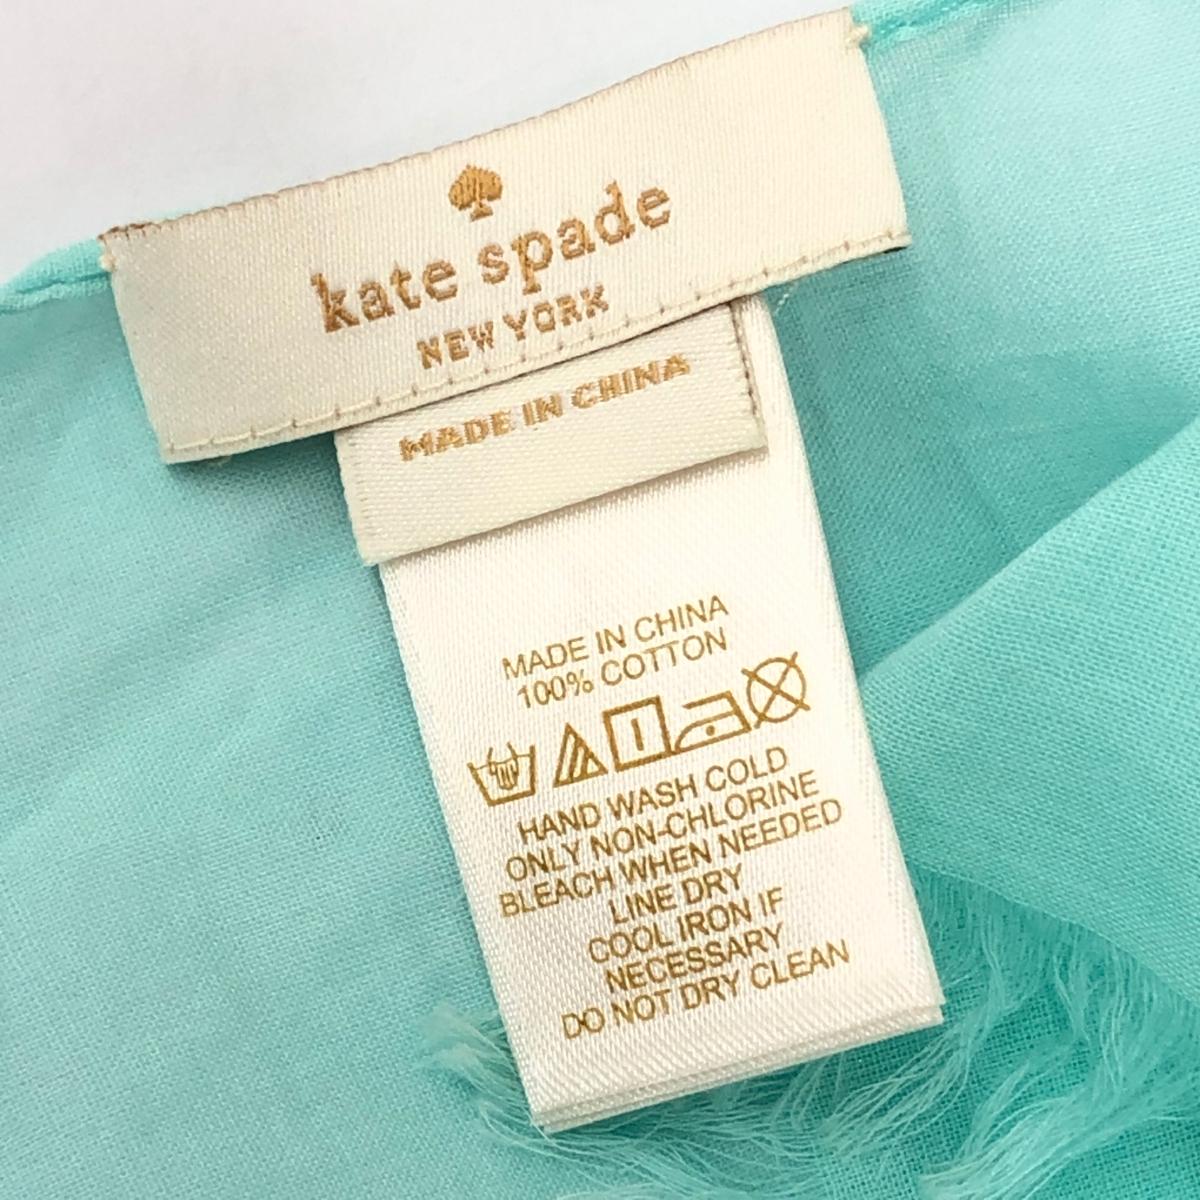 kate spade
NEW YORK
MADE IN CHINA
MADE IN CHINA
100% COTTON
HAND WASH COLD
ONLY NON-CHLORINE
BLEACH WHEN NEEDED
LINE DRY
COOL IRON IF
NECESSARY
DO NOT DRY CLEAN